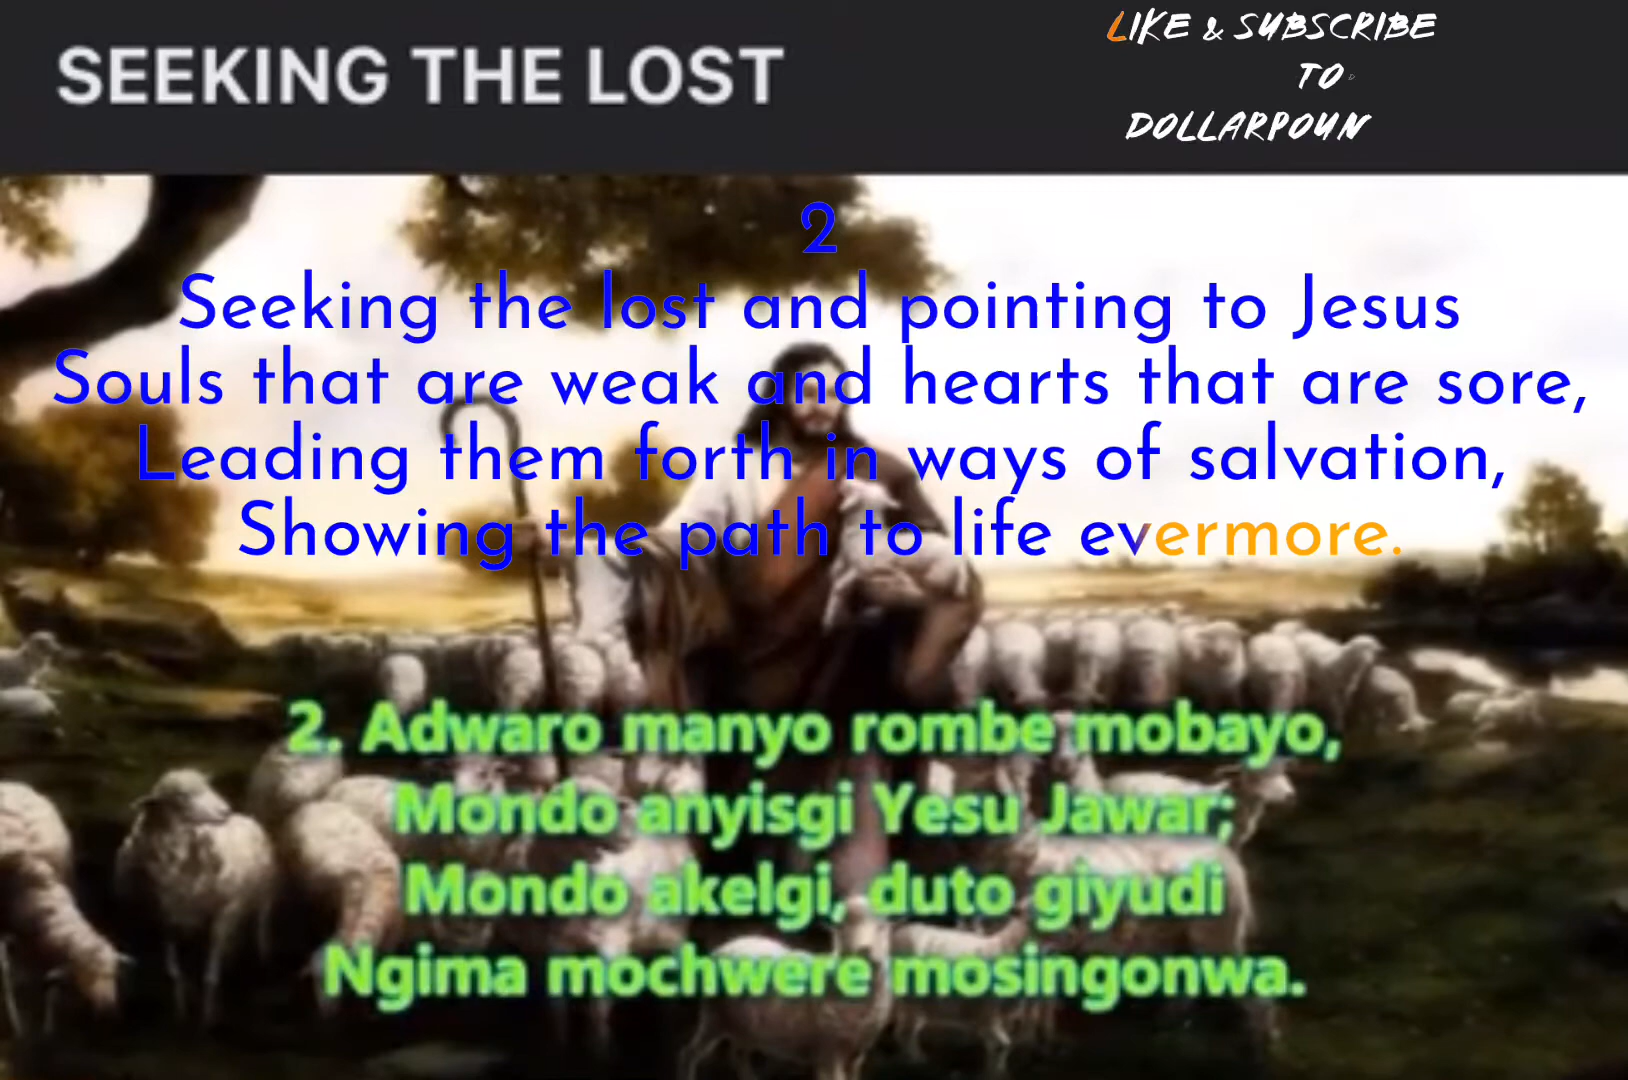 SEEKING THE LOST
LIKE & SUBSCRIBE
TO
DOLLARPOUN
2
Seeking the lost and pointing to Jesus
Souls that are weak and hearts that are sore,
Leading them forth in ways of salvation,
Showing the path to life evermore.
2. Adwaro manyo rombe mobayo,
Mondo anyisgi Yesu Jawar;
Mondo akelgi, duto giyudi
Ngima mochwere mosingonwa.